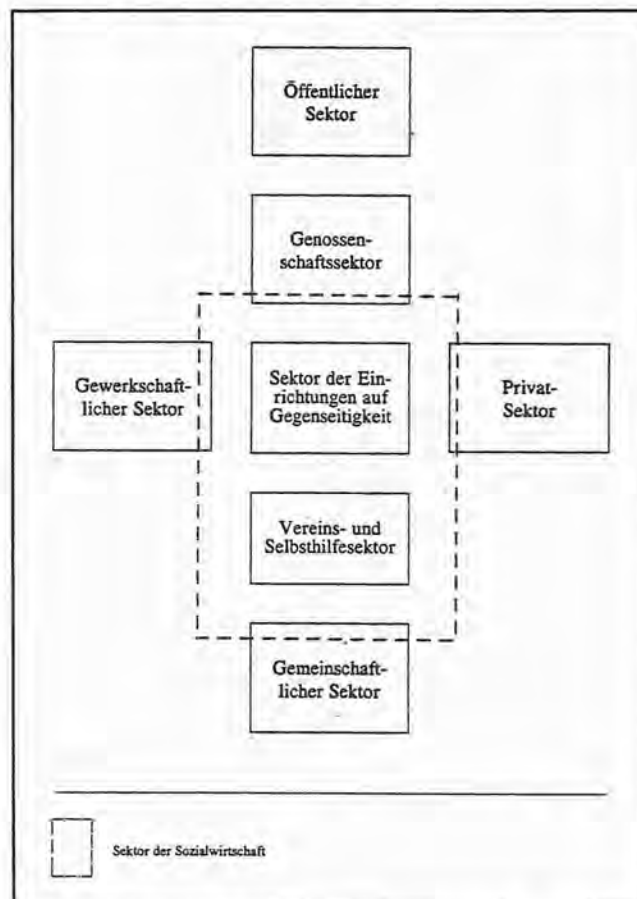 Öffentlicher
Sektor
Genossen-
schaftssektor
Gewerkschaft-
licher Sektor
Sektor der Ein-
richtungen auf
Gegenseitigkeit
Privat-
Sektor
Vereins- und
Selbsthilfesektor
Gemeinschaft-
licher Sektor
Sektor der Sozialwirtschaft